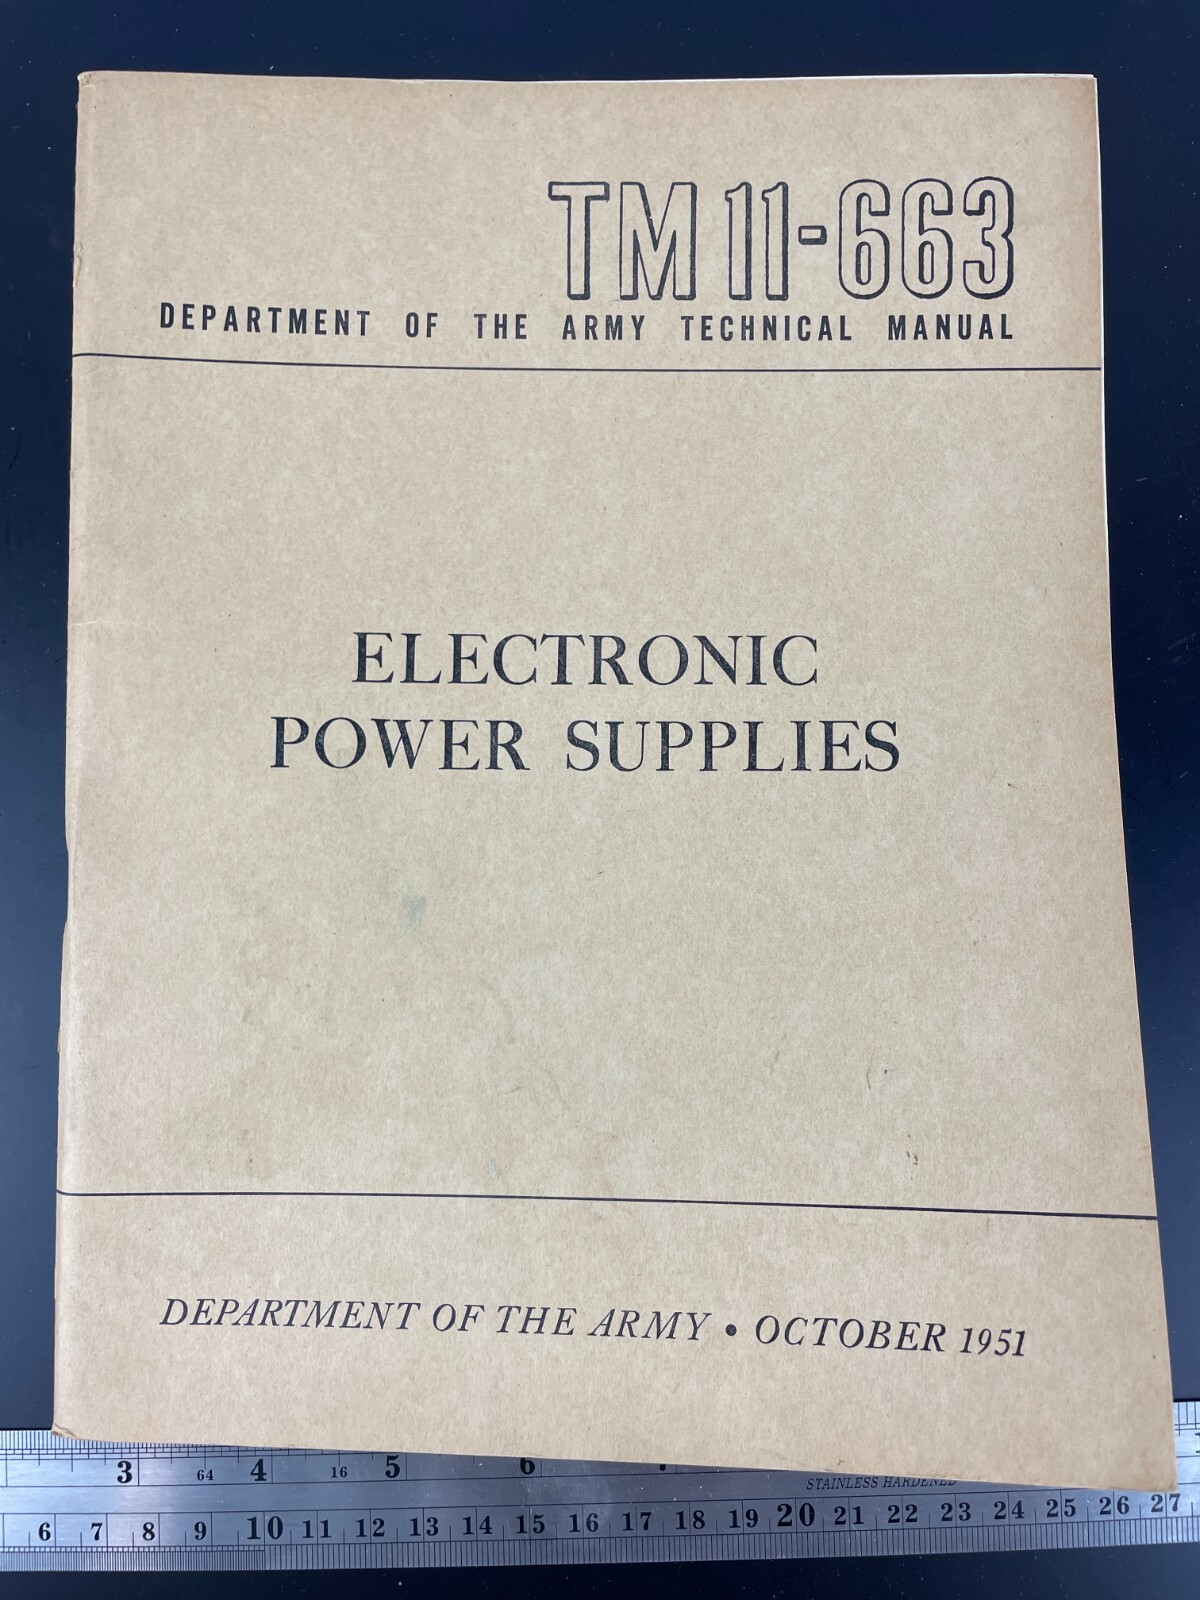 TM 11-663
DEPARTMENT OF THE ARMY TECHNICAL MANUAL
ELECTRONIC
POWER SUPPLIES
DEPARTMENT OF THE ARMY • OCTOBER 1951
3 64 4 16 5 6
STAINLESS HARDENED
6 7 8 9 10 11 12 13 14 15 16 17 18 19 20 21 22 23 24 25 26 27